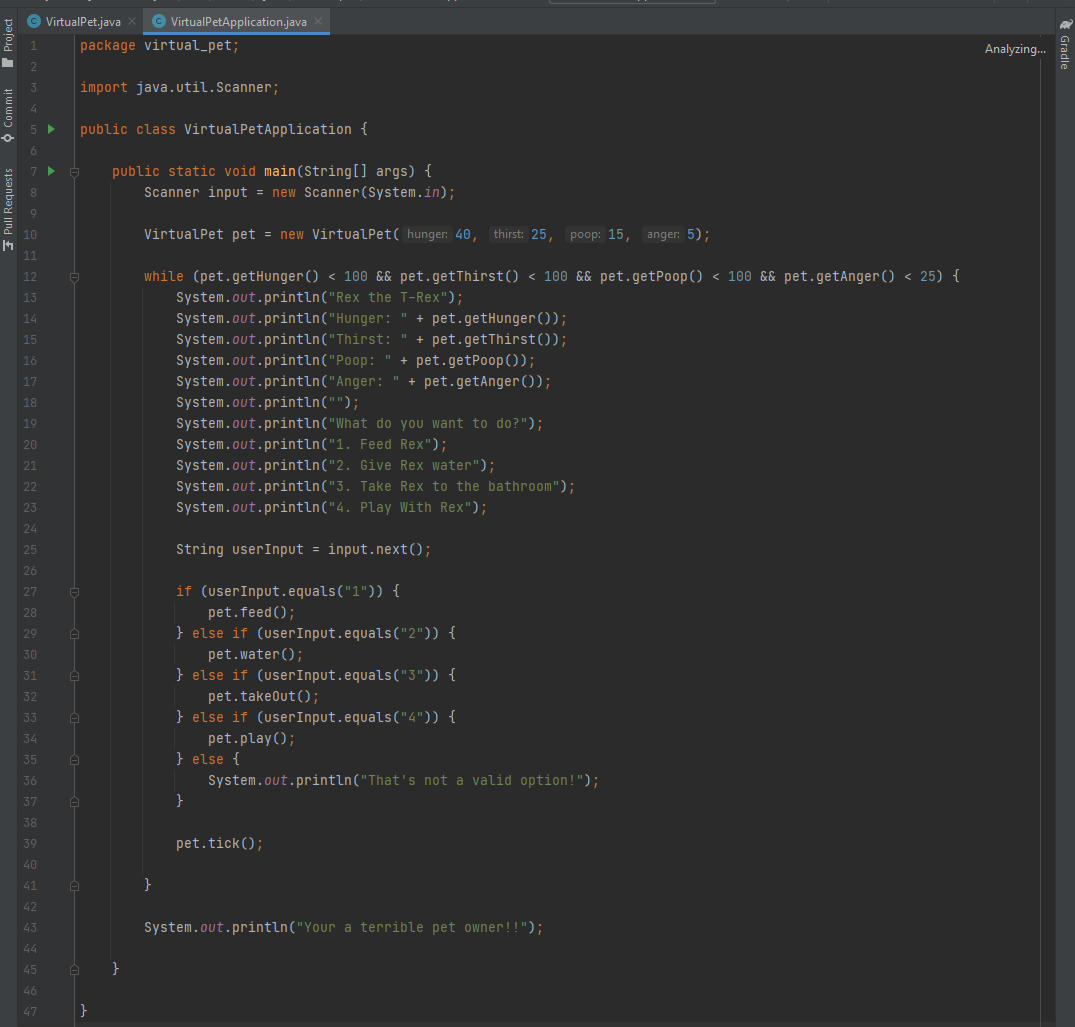 VirtualPet.java
VirtualPetApplication.java
Project
Commit
Pull Requests
Gradle
Analyzing...
1 package virtual_pet;
2
3 import java.util.Scanner;
4
5 public class VirtualPetApplication {
6
7 public static void main(String[] args) {
8 Scanner input = new Scanner(System.in);
9
10 VirtualPet pet = new VirtualPet( hunger: 40, thirst: 25, poop: 15, anger: 5);
11
12 while (pet.getHunger() < 100 && pet.getThirst() < 100 && pet.getPoop() < 100 && pet.getAnger() < 25) {
13 System.out.println("Rex the T-Rex");
14 System.out.println("Hunger: " + pet.getHunger());
15 System.out.println("Thirst: " + pet.getThirst());
16 System.out.println("Poop: " + pet.getPoop());
17 System.out.println("Anger: " + pet.getAnger());
18 System.out.println("");
19 System.out.println("What do you want to do?");
20 System.out.println("1. Feed Rex");
21 System.out.println("2. Give Rex water");
22 System.out.println("3. Take Rex to the bathroom");
23 System.out.println("4. Play With Rex");
24
25 String userInput = input.next();
26
27 if (userInput.equals("1")) {
28 pet.feed();
29 } else if (userInput.equals("2")) {
30 pet.water();
31 } else if (userInput.equals("3")) {
32 pet.takeOut();
33 } else if (userInput.equals("4")) {
34 pet.play();
35 } else {
36 System.out.println("That's not a valid option!");
37 }
38
39 pet.tick();
40
41 }
42
43 System.out.println("Your a terrible pet owner!!");
44
45 }
46
47 }